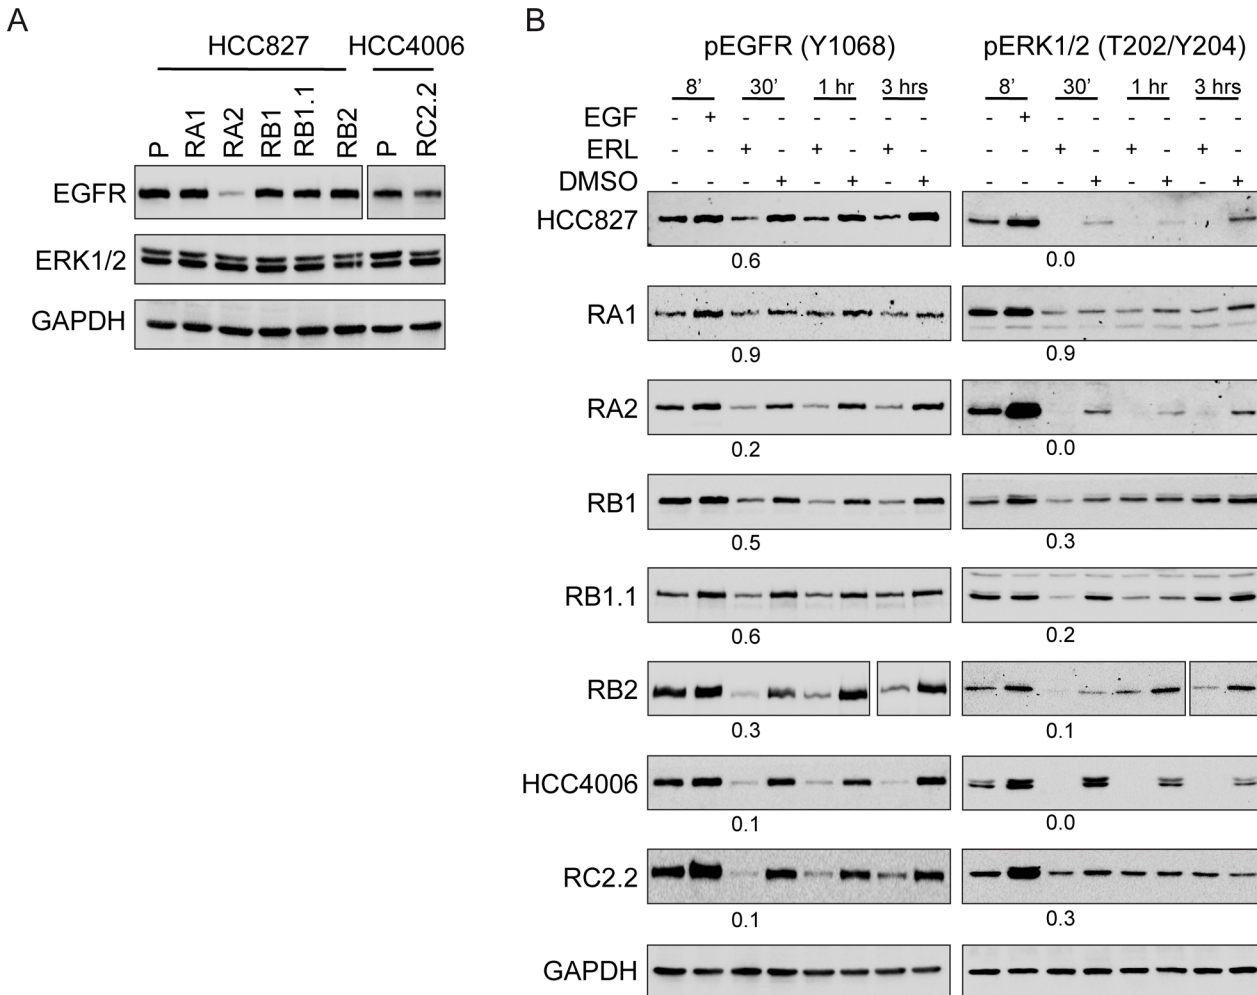 A
HCC827 HCC4006
P RA1 RA2 RB1 RB1.1 RB2 P RC2.2
EGFR
ERK1/2
GAPDH
B
pEGFR (Y1068) pERK1/2 (T202/Y204)
8’ 30’ 1 hr 3 hrs 8’ 30’ 1 hr 3 hrs
EGF - + - - - - - - - + - - - - - -
ERL - - + - + - + - - - + - + - + -
DMSO - - - + - + - + - - - + - + - +
HCC827
0.6 0.0
RA1
0.9 0.9
RA2
0.2 0.0
RB1
0.5 0.3
RB1.1
0.6 0.2
RB2
0.3 0.1
HCC4006
0.1 0.0
RC2.2
0.1 0.3
GAPDH